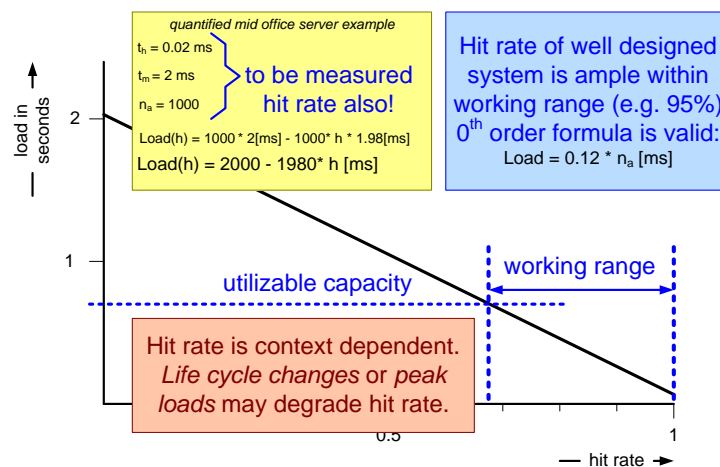 quantified mid office server example
th = 0.02 ms
tm = 2 ms
na = 1000
to be measured
hit rate also!
Load(h) = 1000 * 2[ms] - 1000* h * 1.98[ms]
Load(h) = 2000 - 1980* h [ms]
Hit rate of well designed
system is ample within
working range (e.g. 95%)
0th order formula is valid:
Load = 0.12 * na [ms]
load in
seconds
2
1
utilizable capacity
working range
Hit rate is context dependent.
Life cycle changes or peak
loads may degrade hit rate.
0.5
1
hit rate